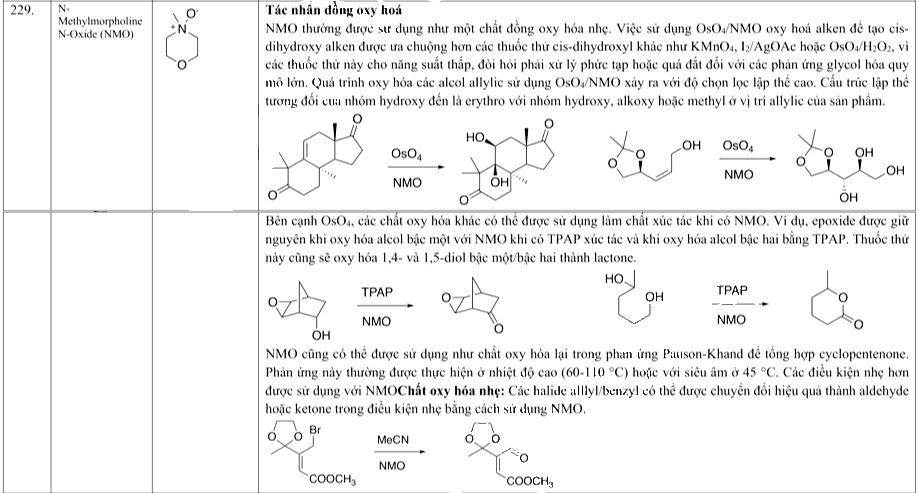 229.
N-
Methylmorpholine
N-Oxide (NMO)
O-
+N
O
Tác nhân đồng oxy hoá
NMO thường được sử dụng như một chất đồng oxy hóa nhẹ. Việc sử dụng OsO₄/NMO oxy hoá alken để tạo cis-
dihydroxy alken được ưa chuộng hơn các thuốc thử cis-dihydroxyl khác như KMnO₄, I₂/AgOAc hoặc OsO₄/H₂O₂, vì
các thuốc thử này cho năng suất thấp, đòi hỏi phải xử lý phức tạp hoặc quá đắt đối với các phản ứng glycol hóa quy
mô lớn. Quá trình oxy hóa các alcol allylic sử dụng OsO₄/NMO xảy ra với độ chọn lọc lập thể cao. Cấu trúc lập thể
tương đối của nhóm hydroxy đến là erythro với nhóm hydroxy, alkoxy hoặc methyl ở vị trí allylic của sản phẩm.
O
O
OsO₄
NMO
HO
O
OH
O
O
O
OH
OsO₄
NMO
O
O
OH
OH
OH
Bên cạnh OsO₄, các chất oxy hóa khác có thể được sử dụng làm chất xúc tác khi có NMO. Ví dụ, epoxide được giữ
nguyên khi oxy hóa alcol bậc một với NMO khi có TPAP xúc tác và khi oxy hóa alcol bậc hai bằng TPAP. Thuốc thử
này cũng sẽ oxy hóa 1,4- và 1,5-diol bậc một/bậc hai thành lactone.
O
OH
TPAP
NMO
O
O
HO
OH
TPAP
NMO
O
O
NMO cũng có thể được sử dụng như chất oxy hóa lại trong phan ứng Pauson-Khand để tổng hợp cyclopentenone.
Phản ứng này thường được thực hiện ở nhiệt độ cao (60-110 °C) hoặc với siêu âm ở 45 °C. Các điều kiện nhẹ hơn
được sử dụng với NMOChất oxy hóa nhẹ: Các halide alllyl/benzyl có thể được chuyển đổi hiệu quả thành aldehyde
hoặc ketone trong điều kiện nhẹ bằng cách sử dụng NMO.
O
O
Br
COOCH₃
MeCN
NMO
O
O
O
COOCH₃